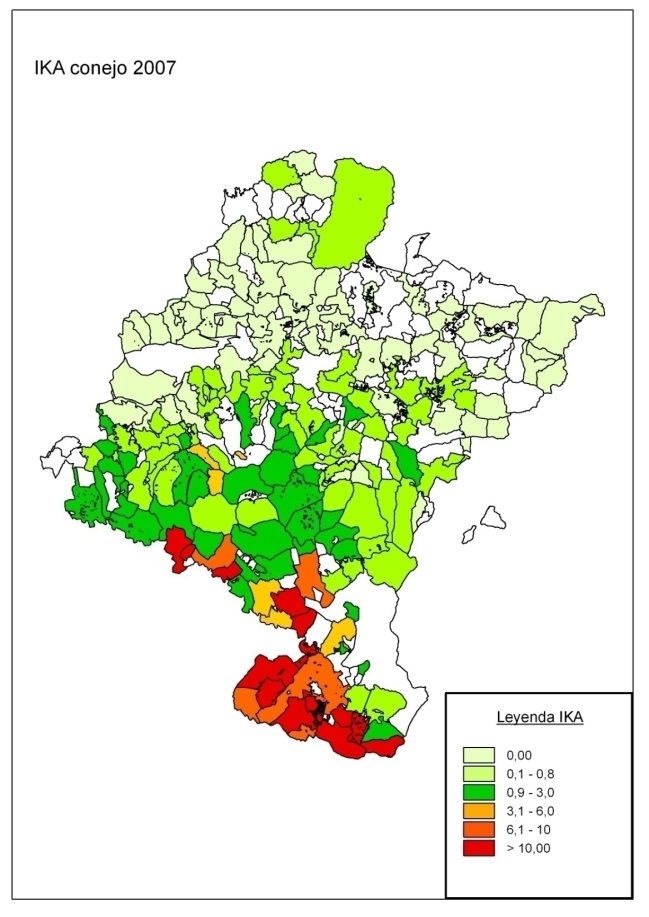 IKA conejo 2007
Leyenda IKA
0,00
0,1 - 0,8
0,9 - 3,0
3,1 - 6,0
6,1 - 10
> 10,00